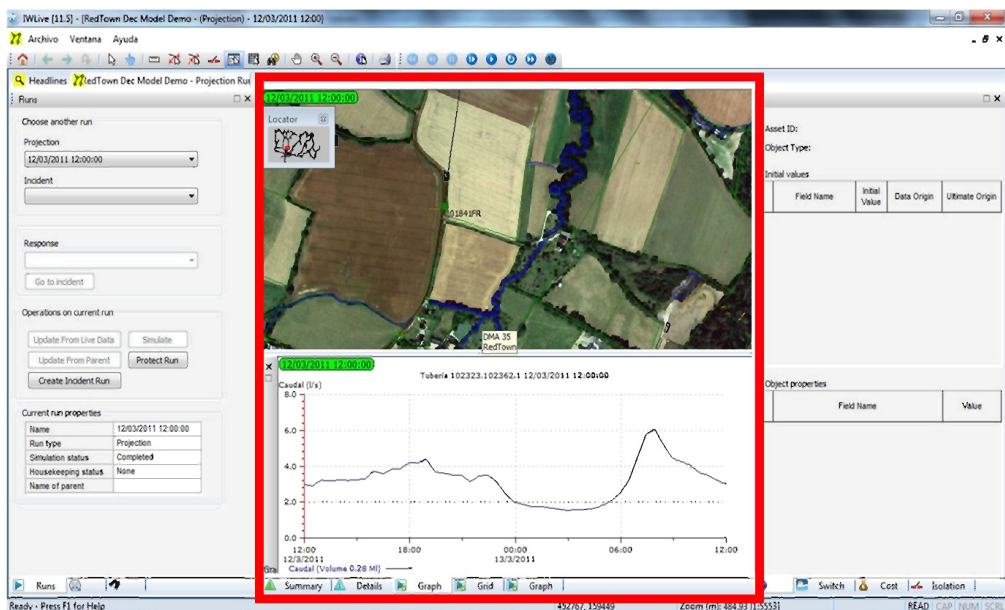 IWLive [11.5] - [RedTown Dec Model Demo - (Projection) - 12/03/2011 12:00]
Archivo Ventana Ayuda
Headlines RedTown Dec Model Demo - Projection Ru
Runs
Choose another run
Projection
12/03/2011 12:00:00
Incident
Response
Go to incident
Operations on current run
Update From Live Data Simulate
Update From Parent Protect Run
Create Incident Run
Current run properties
Name 12/03/2011 12:00:00
Run type Projection
Simulation status Completed
Housekeeping status None
Name of parent
12/03/2011 12:00:00
Locator
01841FR
DMA 35
RedTown
12/03/2011 12:00:00
Tuberia 102323.102362.1 12/03/2011 12:00:00
Caudal (l/s)
8.0
6.0
4.0
2.0
0.0
12:00 18:00 00:00 06:00 12:00
12/3/2011 13/3/2011
Caudal (Volume 0.28 Ml)
Gra
Asset ID:
Object Type:
Initial values
Field Name Initial Value Data Origin Ultimate Origin
Object properties
Field Name Value
Runs
Summary Details Graph Grid Graph
Switch Cost Isolation
Ready - Press F1 for Help
452767, 159449 Zoom (m): 484.93 [1:5553]
READ CAP NUM SCRL